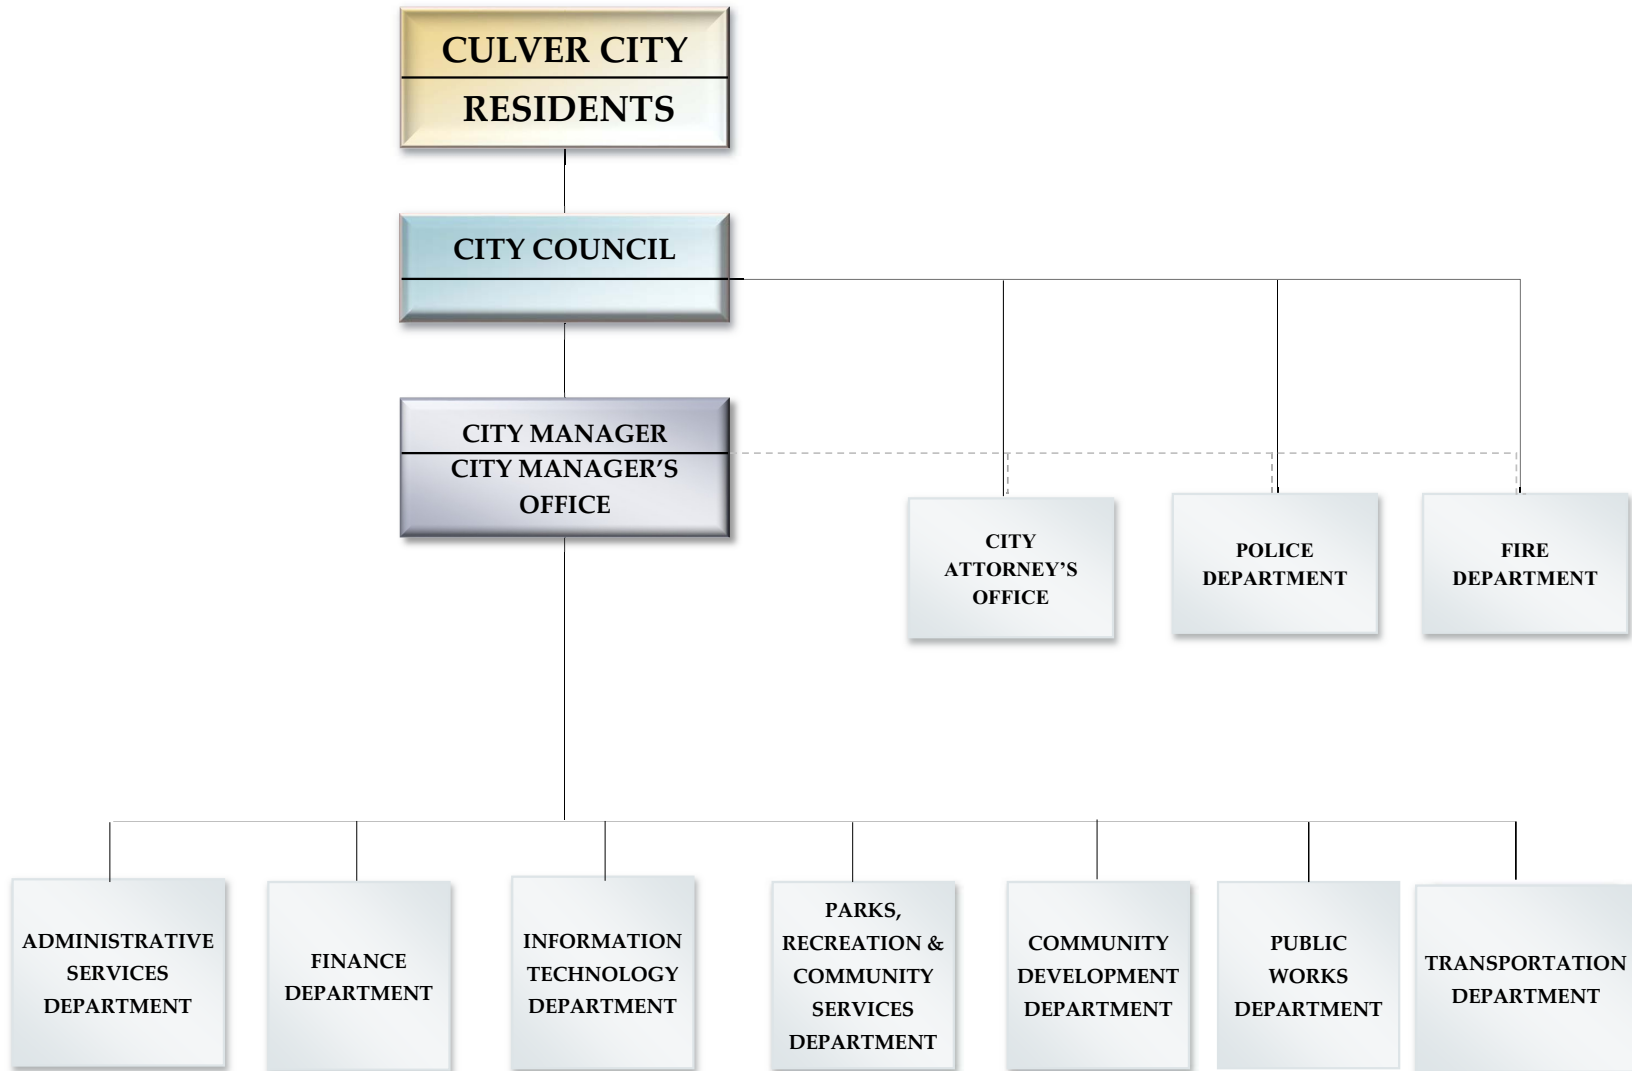 CULVER CITY
RESIDENTS
CITY COUNCIL
CITY MANAGER
CITY MANAGER’S
OFFICE
CITY
ATTORNEY’S
OFFICE
POLICE
DEPARTMENT
FIRE
DEPARTMENT
ADMINISTRATIVE
SERVICES
DEPARTMENT
FINANCE
DEPARTMENT
INFORMATION
TECHNOLOGY
DEPARTMENT
PARKS,
RECREATION &
COMMUNITY
SERVICES
DEPARTMENT
COMMUNITY
DEVELOPMENT
DEPARTMENT
PUBLIC
WORKS
DEPARTMENT
TRANSPORTATION
DEPARTMENT